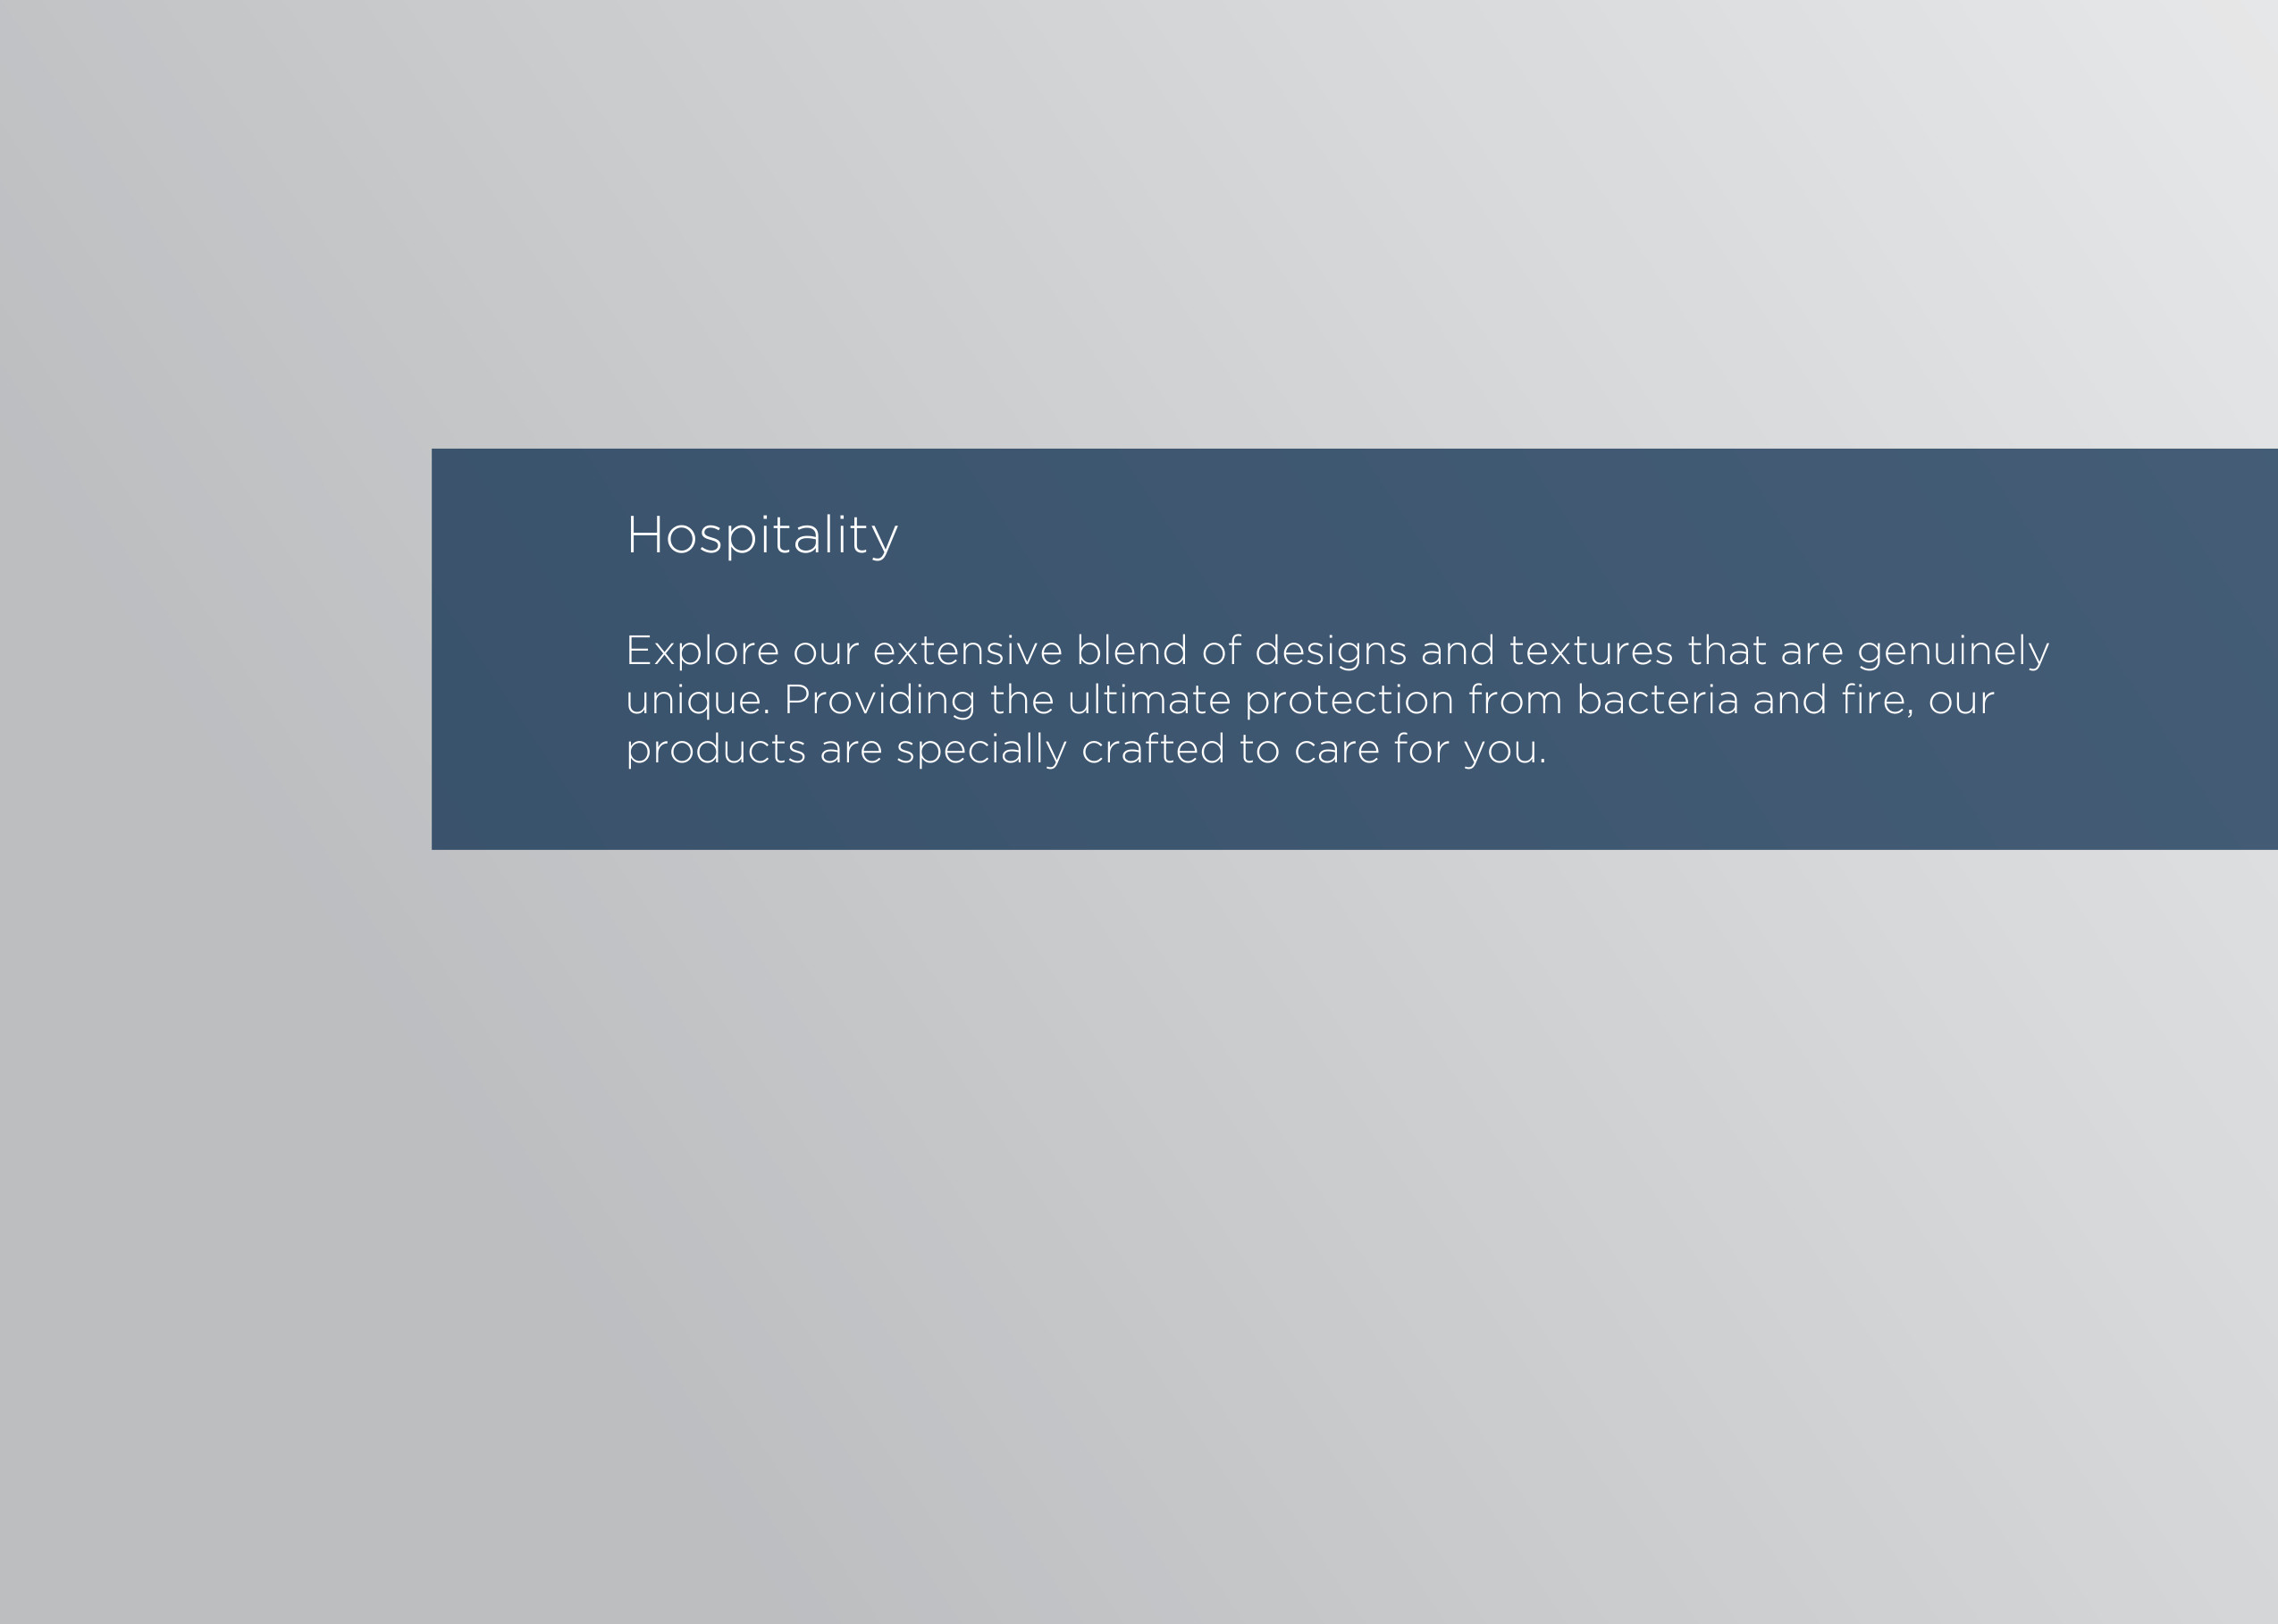 Hospitality
Explore our extensive blend of designs and textures that are genuinely
unique. Providing the ultimate protection from bacteria and fire, our
products are specially crafted to care for you.